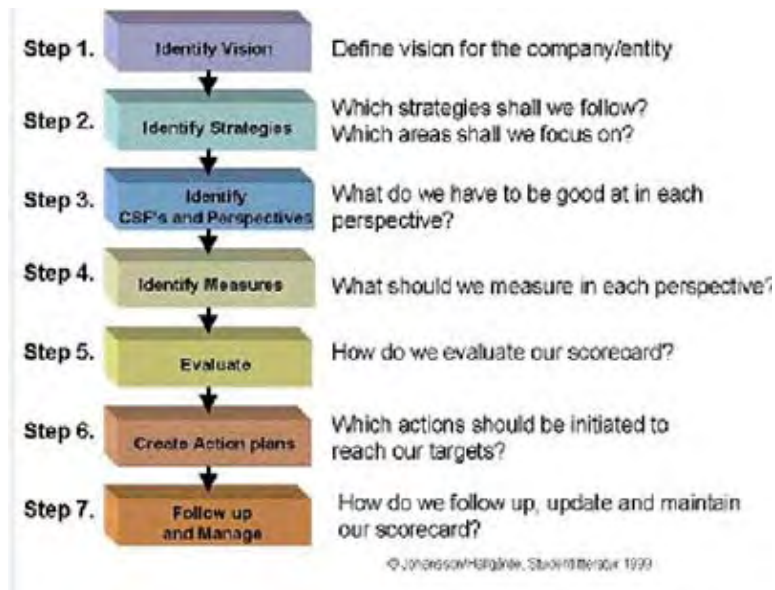 Step 1.
Identify Vision
Define vision for the company/entity
Step 2.
Identify Strategies
Which strategies shall we follow?
Which areas shall we focus on?
Step 3.
Identify
CSF's and Perspectives
What do we have to be good at in each
perspective?
Step 4.
Identify Measures
What should we measure in each perspective?
Step 5.
Evaluate
How do we evaluate our scorecard?
Step 6.
Create Action plans
Which actions should be initiated to
reach our targets?
Step 7.
Follow up
and Manage
How do we follow up, update and maintain
our scorecard?
© Studentlitteratur 1999